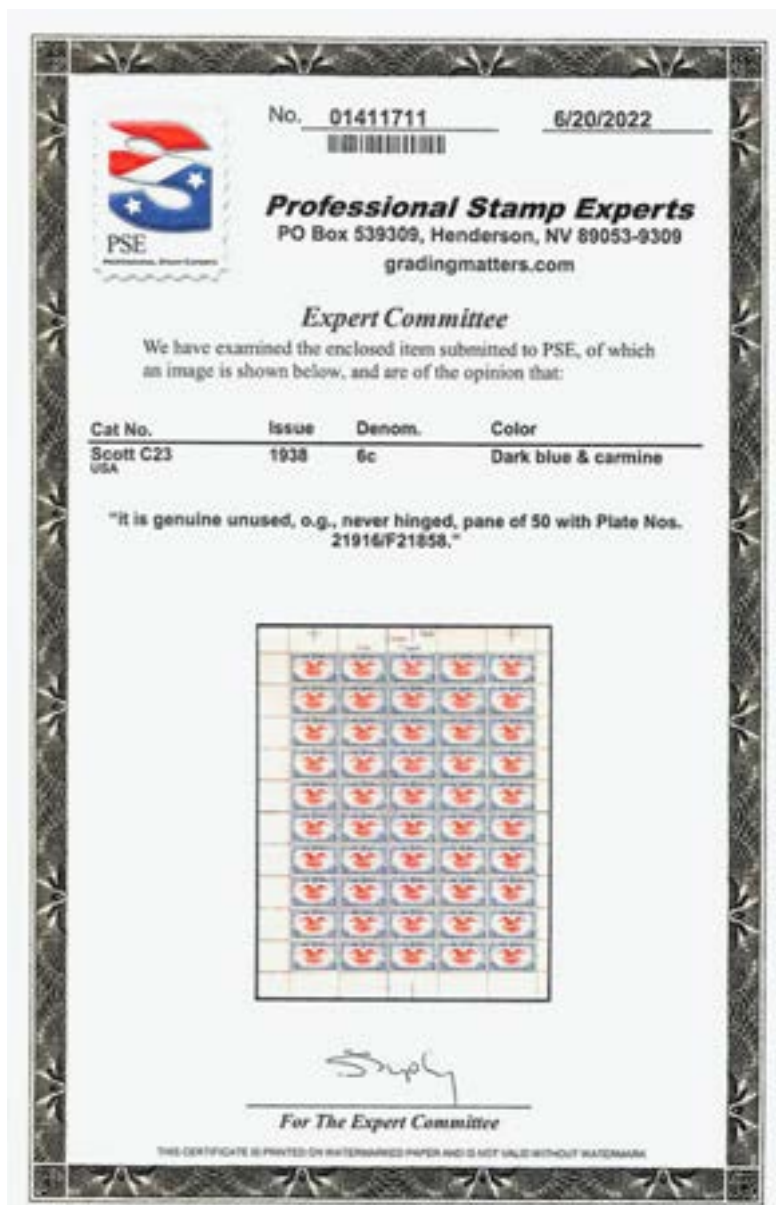 No. 01411711 6/20/2022
PSE
Professional Stamp Experts
Professional Stamp Experts
PO Box 539309, Henderson, NV 89053-9309
gradingmatters.com
Expert Committee
We have examined the enclosed item submitted to PSE, of which
an image is shown below, and are of the opinion that:
Cat No. Issue Denom. Color
Scott C23 1938 6c Dark blue & carmine
USA
"it is genuine unused, o.g., never hinged, pane of 50 with Plate Nos.
21916/F21858."
For The Expert Committee
THIS CERTIFICATE IS PRINTED ON WATERMARKED PAPER AND IS NOT VALID WITHOUT WATERMARK